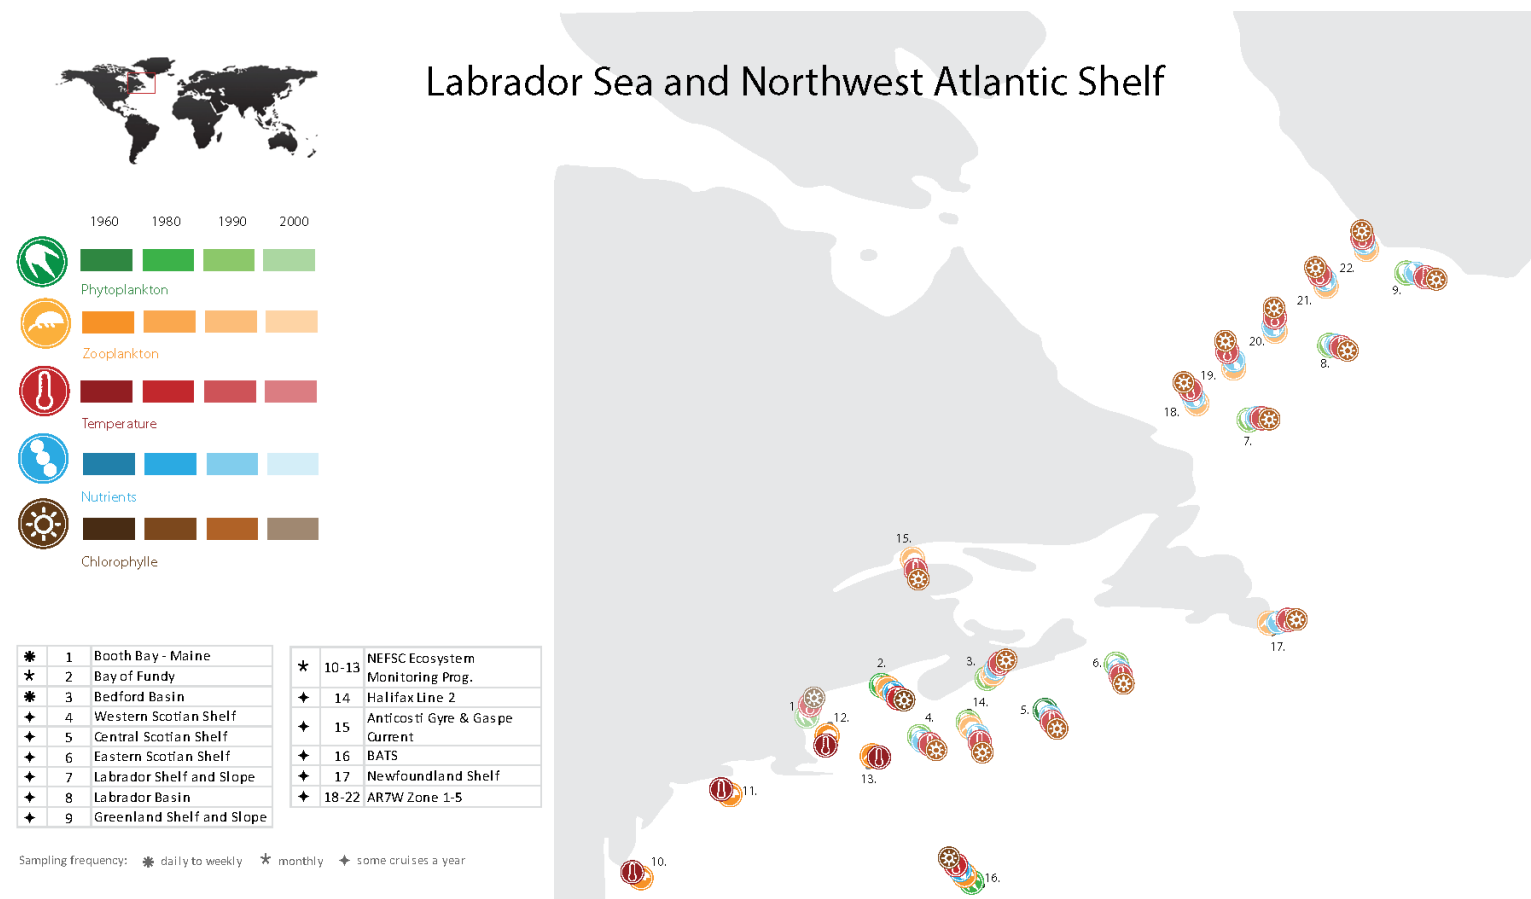 Labrador Sea and Northwest Atlantic Shelf
1960 1980 1990 2000
Phytoplankton
Zooplankton
Temperature
Nutrients
Chlorophylle
1 Booth Bay - Maine
2 Bay of Fundy
3 Bedford Basin
4 Western Scotian Shelf
5 Central Scotian Shelf
6 Eastern Scotian Shelf
7 Labrador Shelf and Slope
8 Labrador Basin
9 Greenland Shelf and Slope
10-13 NEFSC Ecosystem
Monitoring Prog.
14 Halifax Line 2
15 Anticosti Gyre & Gaspe
Current
16 BATS
17 Newfoundland Shelf
18-22 AR7W Zone 1-5
Sampling frequency: daily to weekly monthly some cruises a year
22.
9.
21.
20.
8.
19.
18.
7.
15.
17.
2.
3.
6.
14.
1
12.
4.
5.
13.
11.
10.
16.